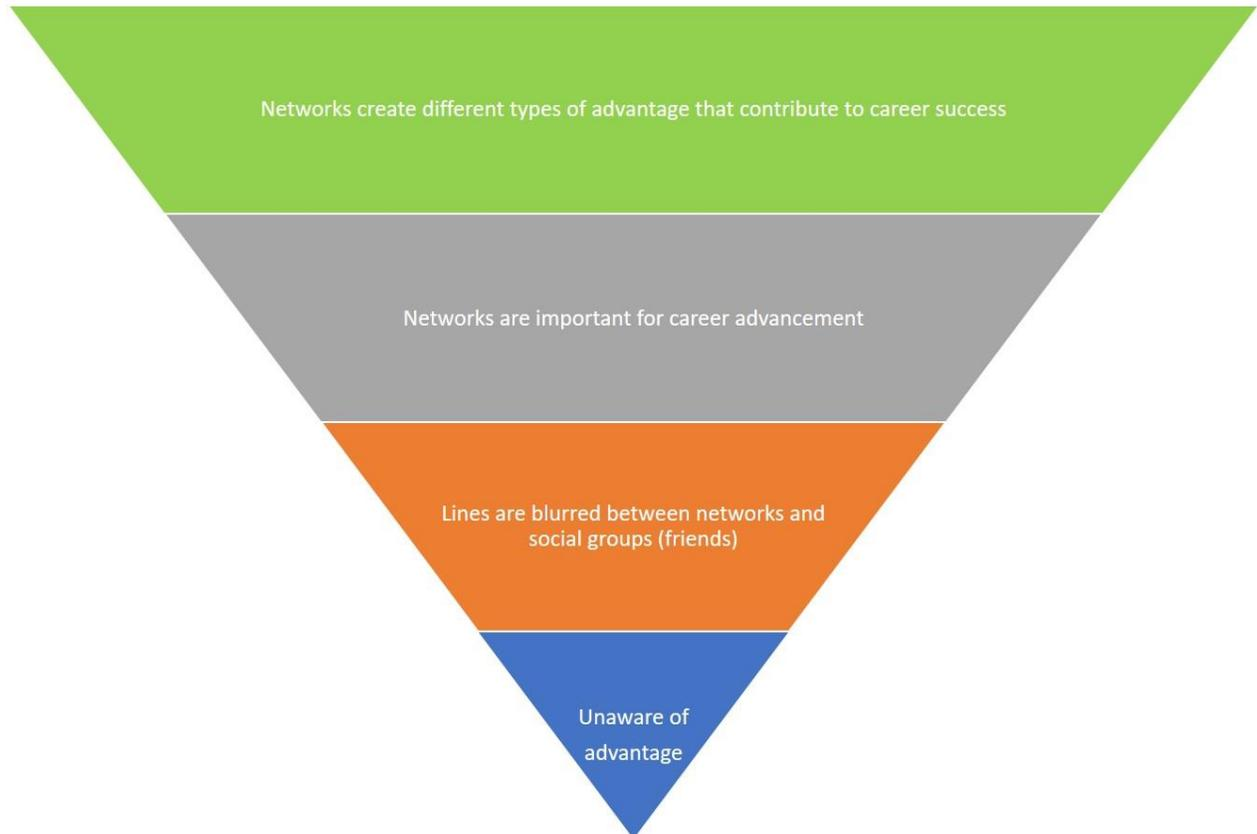 Networks create different types of advantage that contribute to career success
Networks are important for career advancement
Lines are blurred between networks and
social groups (friends)
Unaware of
advantage